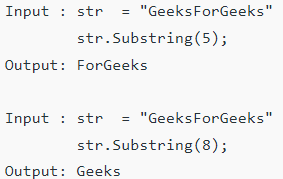 Input : str  = "GeeksForGeeks"
        str.Substring(5);
Output: ForGeeks
Input : str  = "GeeksForGeeks"
        str.Substring(8);
Output: Geeks